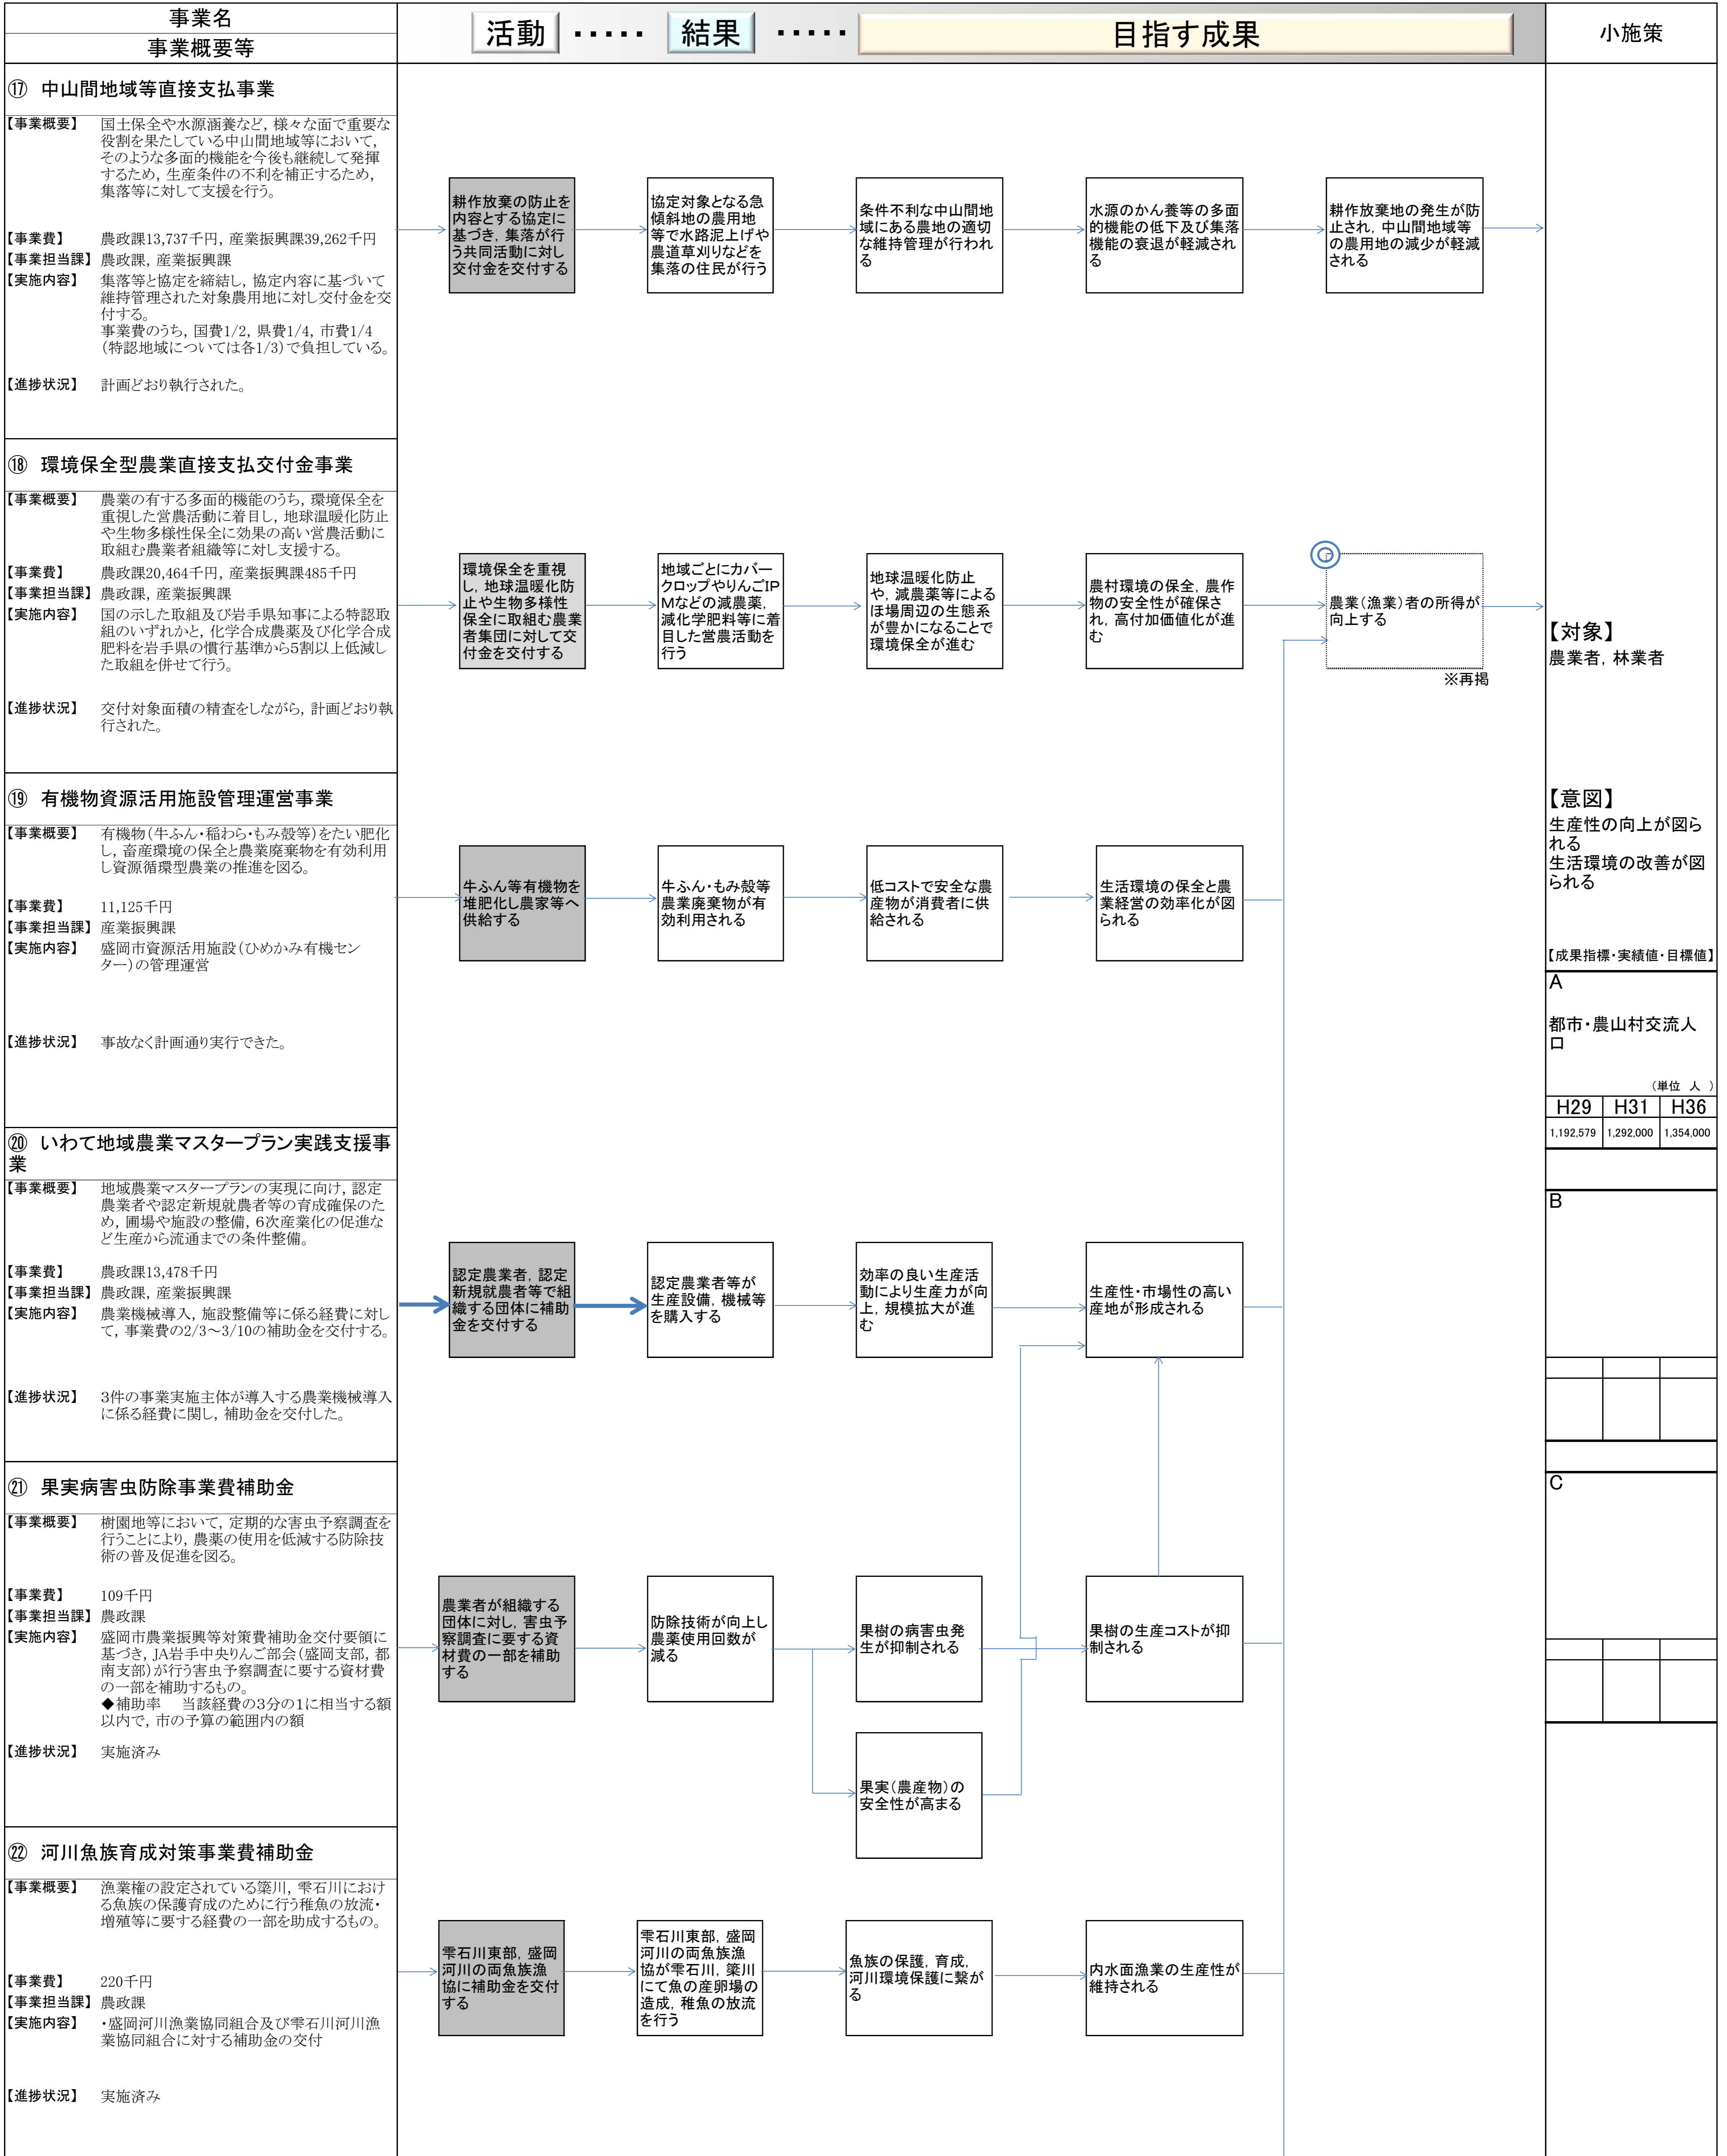 事業名
事業概要等
活動 ・・・・・ 結果 ・・・・・ 目指す成果
小施策
⑰ 中山間地域等直接支払事業
【事業概要】 国土保全や水源涵養など，様々な面で重要な
役割を果たしている中山間地域等において，
そのような多面的機能を今後も継続して発揮
するため，生産条件の不利を補正するため，
集落等に対して支援を行う。
【事業費】 農政課13,737千円，産業振興課39,262千円
【事業担当課】 農政課，産業振興課
【実施内容】 集落等と協定を締結し，協定内容に基づいて
維持管理された対象農用地に対し交付金を交
付する。
事業費のうち，国費1/2，県費1/4，市費1/4
（特認地域については各1/3）で負担している。
【進捗状況】 計画どおり執行された。
耕作放棄の防止を
内容とする協定に
基づき，集落が行
う共同活動に対し
交付金を交付する
協定対象となる急
傾斜地の農用地
等で水路泥上げや
農道草刈りなどを
集落の住民が行う
条件不利な中山間地
域にある農地の適切
な維持管理が行われ
る
水源のかん養等の多面
的機能の低下及び集落
機能の衰退が軽減され
る
耕作放棄地の発生が防
止され，中山間地域等
の農用地の減少が軽減
される
⑱ 環境保全型農業直接支払交付金事業
【事業概要】 農業の有する多面的機能のうち，環境保全を
重視した営農活動に着目し，地球温暖化防止
や生物多様性保全に効果の高い営農活動に
取組む農業者組織等に対し支援する。
【事業費】 農政課20,464千円，産業振興課485千円
【事業担当課】 農政課，産業振興課
【実施内容】 国の示した取組及び岩手県知事による特認取
組のいずれかと，化学合成農薬及び化学合成
肥料を岩手県の慣行基準から5割以上低減し
た取組を併せて行う。
【進捗状況】 交付対象面積の精査をしながら，計画どおり執
行された。
環境保全を重視
し，地球温暖化防
止や生物多様性
保全に取組む農業
者集団に対して交
付金を交付する
地域ごとにカバー
クロップやりんごIP
Mなどの減農薬，
減化学肥料等に着
目した営農活動を
行う
地球温暖化防止
や，減農薬等による
ほ場周辺の生態系
が豊かになることで
環境保全が進む
農村環境の保全，農作
物の安全性が確保さ
れ，高付加価値化が進
む
農業（漁業）者の所得が
向上する
※再掲
⑲ 有機物資源活用施設管理運営事業
【事業概要】 有機物（牛ふん・稲わら・もみ殻等）をたい肥化
し，畜産環境の保全と農業廃棄物を有効利用
し資源循環型農業の推進を図る。
【事業費】 11,125千円
【事業担当課】 産業振興課
【実施内容】 盛岡市資源活用施設（ひめかみ有機セン
ター）の管理運営
【進捗状況】 事故なく計画通り実行できた。
牛ふん等有機物を
堆肥化し農家等へ
供給する
牛ふん・もみ殻等
農業廃棄物が有
効利用される
低コストで安全な農
産物が消費者に供
給される
生活環境の保全と農
業経営の効率化が図
られる
⑳ いわて地域農業マスタープラン実践支援事
業
【事業概要】 地域農業マスタープランの実現に向け，認定
農業者や認定新規就農者等の育成確保のた
め，圃場や施設の整備，6次産業化の促進な
ど生産から流通までの条件整備。
【事業費】 農政課13,478千円
【事業担当課】 農政課，産業振興課
【実施内容】 農業機械導入，施設整備等に係る経費に対し
て，事業費の2/3～3/10の補助金を交付する。
【進捗状況】 3件の事業実施主体が導入する農業機械導入
に係る経費に関し，補助金を交付した。
認定農業者，認定
新規就農者等で組
織する団体に補助
金を交付する
認定農業者等が
生産設備，機械等
を購入する
効率の良い生産活
動により生産力が向
上，規模拡大が進
む
生産性・市場性の高い
産地が形成される
㉑ 果実病害虫防除事業費補助金
【事業概要】 樹園地等において，定期的な害虫予察調査を
行うことにより，農薬の使用を低減する防除技
術の普及促進を図る。
【事業費】 109千円
【事業担当課】 農政課
【実施内容】 盛岡市農業振興等対策費補助金交付要領に
基づき，JA岩手中央りんご部会（盛岡支部，都
南支部）が行う害虫予察調査に要する資材費
の一部を補助するもの。
◆補助率 当該経費の3分の1に相当する額
以内で，市の予算の範囲内の額
【進捗状況】 実施済み
農業者が組織する
団体に対し，害虫予
察調査に要する資
材費の一部を補助
する
防除技術が向上し
農薬使用回数が
減る
果樹の病害虫発
生が抑制される
果樹の生産コストが抑
制される
果実（農産物）の
安全性が高まる
㉒ 河川魚族育成対策事業費補助金
【事業概要】 漁業権の設定されている簗川，雫石川におけ
る魚族の保護育成のために行う稚魚の放流・
増殖等に要する経費の一部を助成するもの。
【事業費】 220千円
【事業担当課】 農政課
【実施内容】 ・盛岡河川漁業協同組合及び雫石川河川漁
業協同組合に対する補助金の交付
【進捗状況】 実施済み
雫石川東部，盛岡
河川の両魚族漁
協に補助金を交付
する
雫石川東部，盛岡
河川の両魚族漁
協が雫石川，簗川
にて魚の産卵場の
造成，稚魚の放流
を行う
魚族の保護，育成，
河川環境保護に繋が
る
内水面漁業の生産性が
維持される
【対象】
農業者，林業者
【意図】
生産性の向上が図ら
れる
生活環境の改善が図
られる
【成果指標・実績値・目標値】
A
都市・農山村交流人
口
（単位 人 ）
H29 H31 H36
1,192,579 1,292,000 1,354,000
B
C